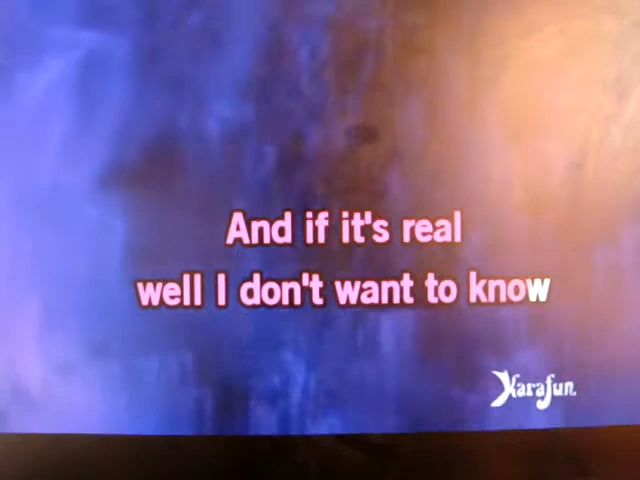 And if it's real
well I don't want to know
Karafun